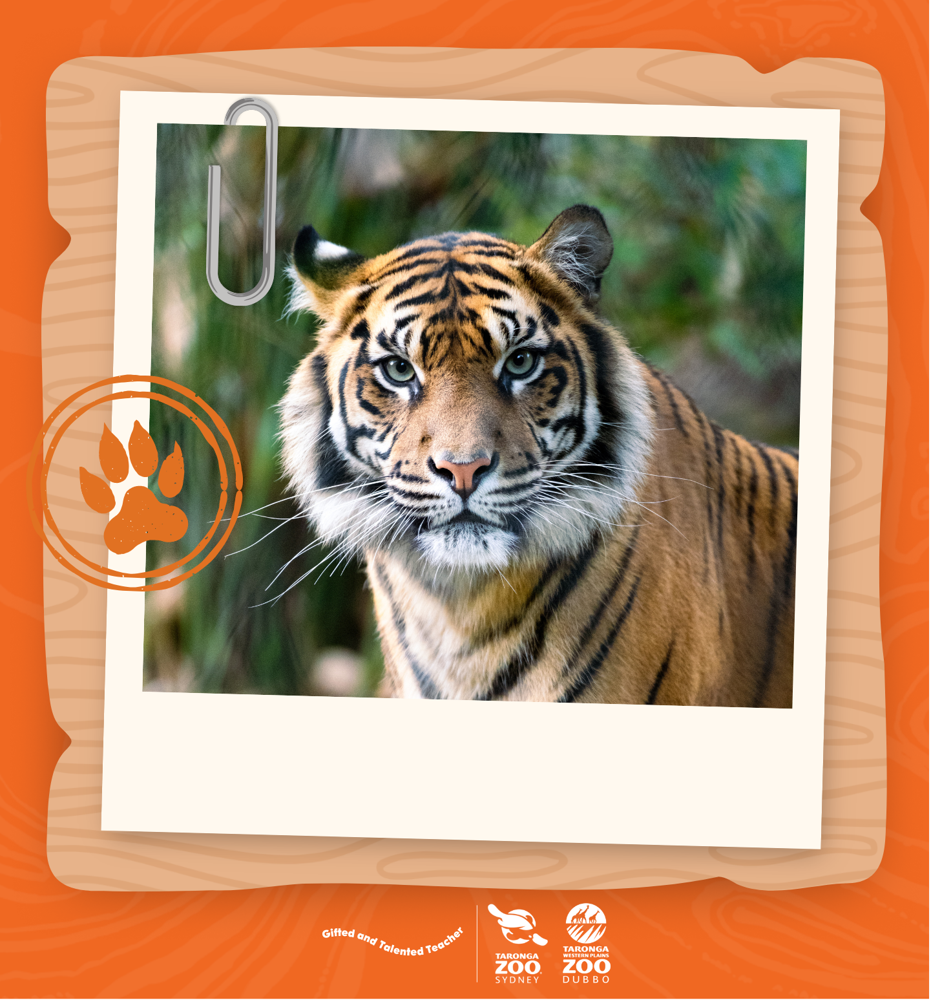 Gifted and Talented Teacher
TARONGA
ZOO
SYDNEY
TARONGA
WESTERN PLAINS
ZOO
DUBBO